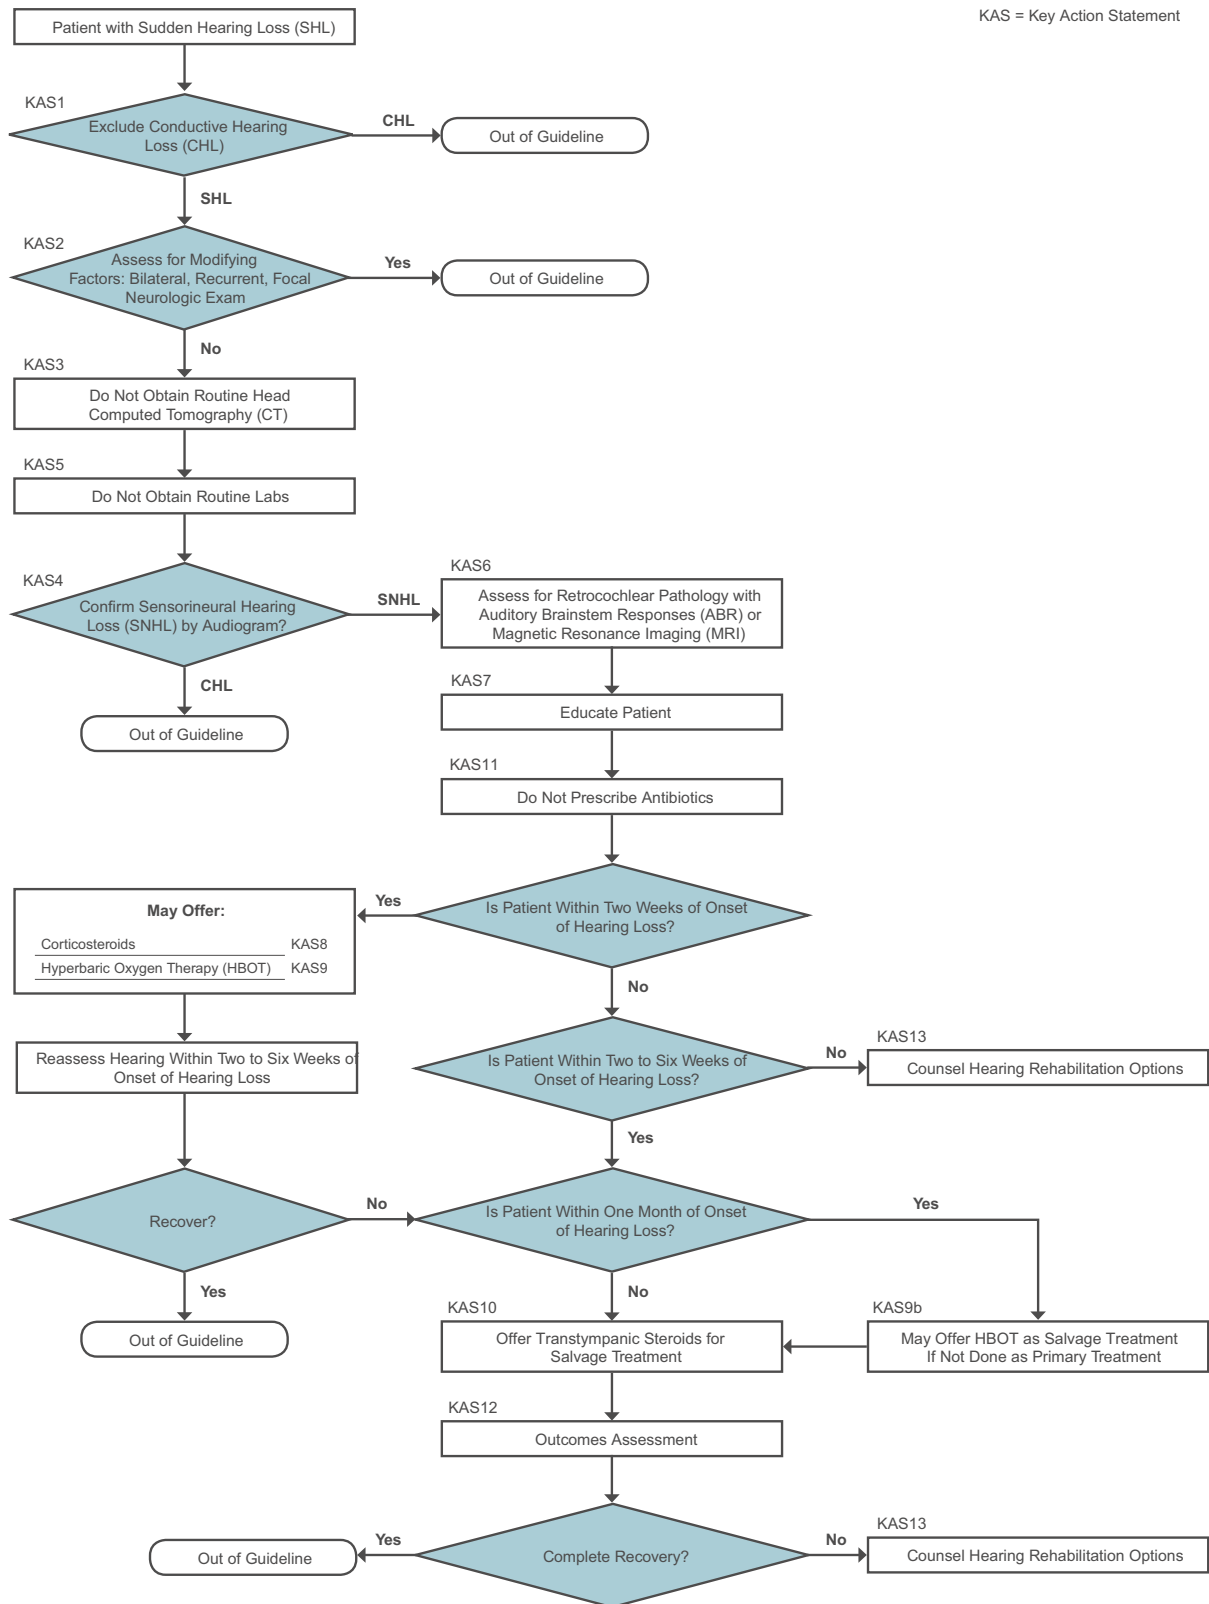 KAS = Key Action Statement
Patient with Sudden Hearing Loss (SHL)
KAS1
Exclude Conductive Hearing
Loss (CHL)
CHL
Out of Guideline
SHL
KAS2
Assess for Modifying
Factors: Bilateral, Recurrent, Focal
Neurologic Exam
Yes
Out of Guideline
No
KAS3
Do Not Obtain Routine Head
Computed Tomography (CT)
KAS5
Do Not Obtain Routine Labs
KAS4
Confirm Sensorineural Hearing
Loss (SNHL) by Audiogram?
SNHL
CHL
Out of Guideline
KAS6
Assess for Retrocochlear Pathology with
Auditory Brainstem Responses (ABR) or
Magnetic Resonance Imaging (MRI)
KAS7
Educate Patient
KAS11
Do Not Prescribe Antibiotics
Is Patient Within Two Weeks of Onset
of Hearing Loss?
Yes
May Offer:
Corticosteroids KAS8
Hyperbaric Oxygen Therapy (HBOT) KAS9
No
Reassess Hearing Within Two to Six Weeks of
Onset of Hearing Loss
Is Patient Within Two to Six Weeks of
Onset of Hearing Loss?
No
KAS13
Counsel Hearing Rehabilitation Options
Yes
Recover?
No
Is Patient Within One Month of Onset
of Hearing Loss?
Yes
Yes
Out of Guideline
No
KAS10
Offer Transtympanic Steroids for
Salvage Treatment
KAS9b
May Offer HBOT as Salvage Treatment
If Not Done as Primary Treatment
KAS12
Outcomes Assessment
Complete Recovery?
Yes
Out of Guideline
No
KAS13
Counsel Hearing Rehabilitation Options